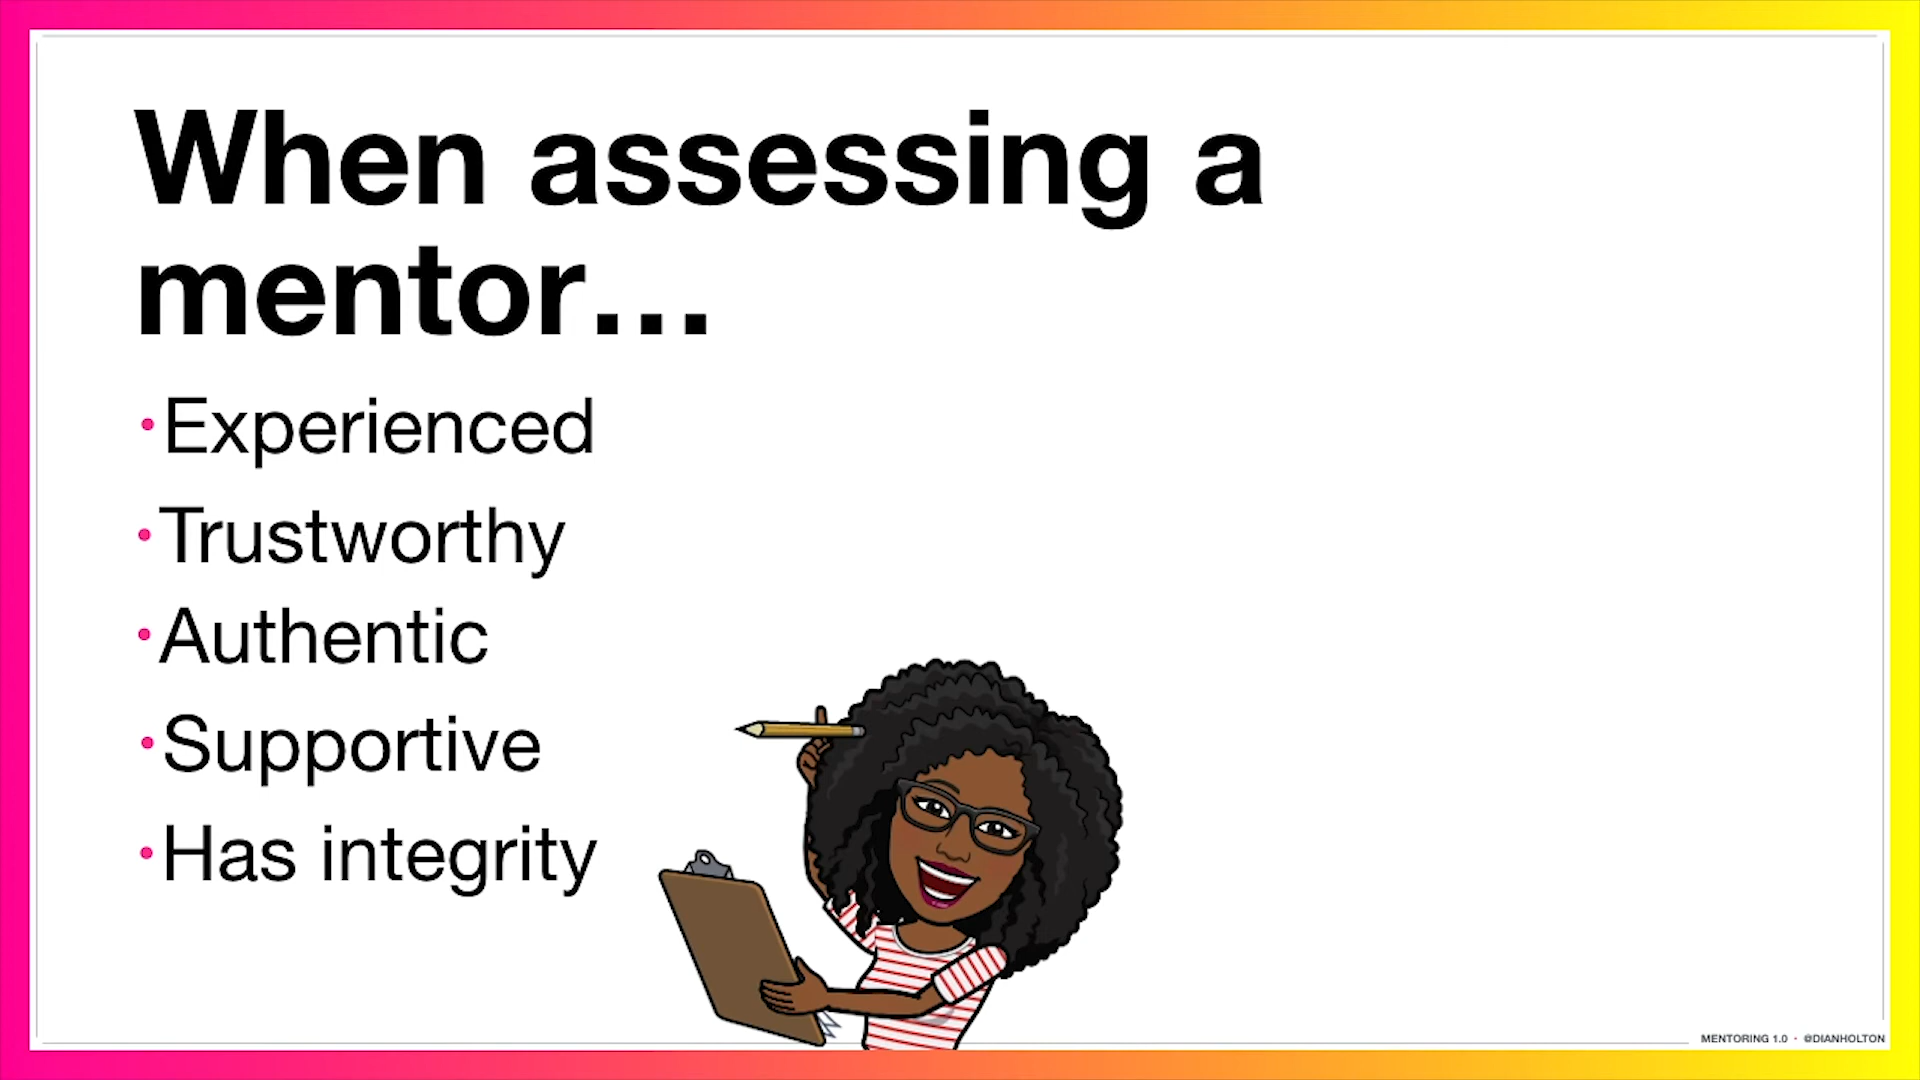 When assessing a
mentor...
•Experienced
•Trustworthy
•Authentic
•Supportive
•Has integrity
MENTORING 1.0 • @DIANHOLTON